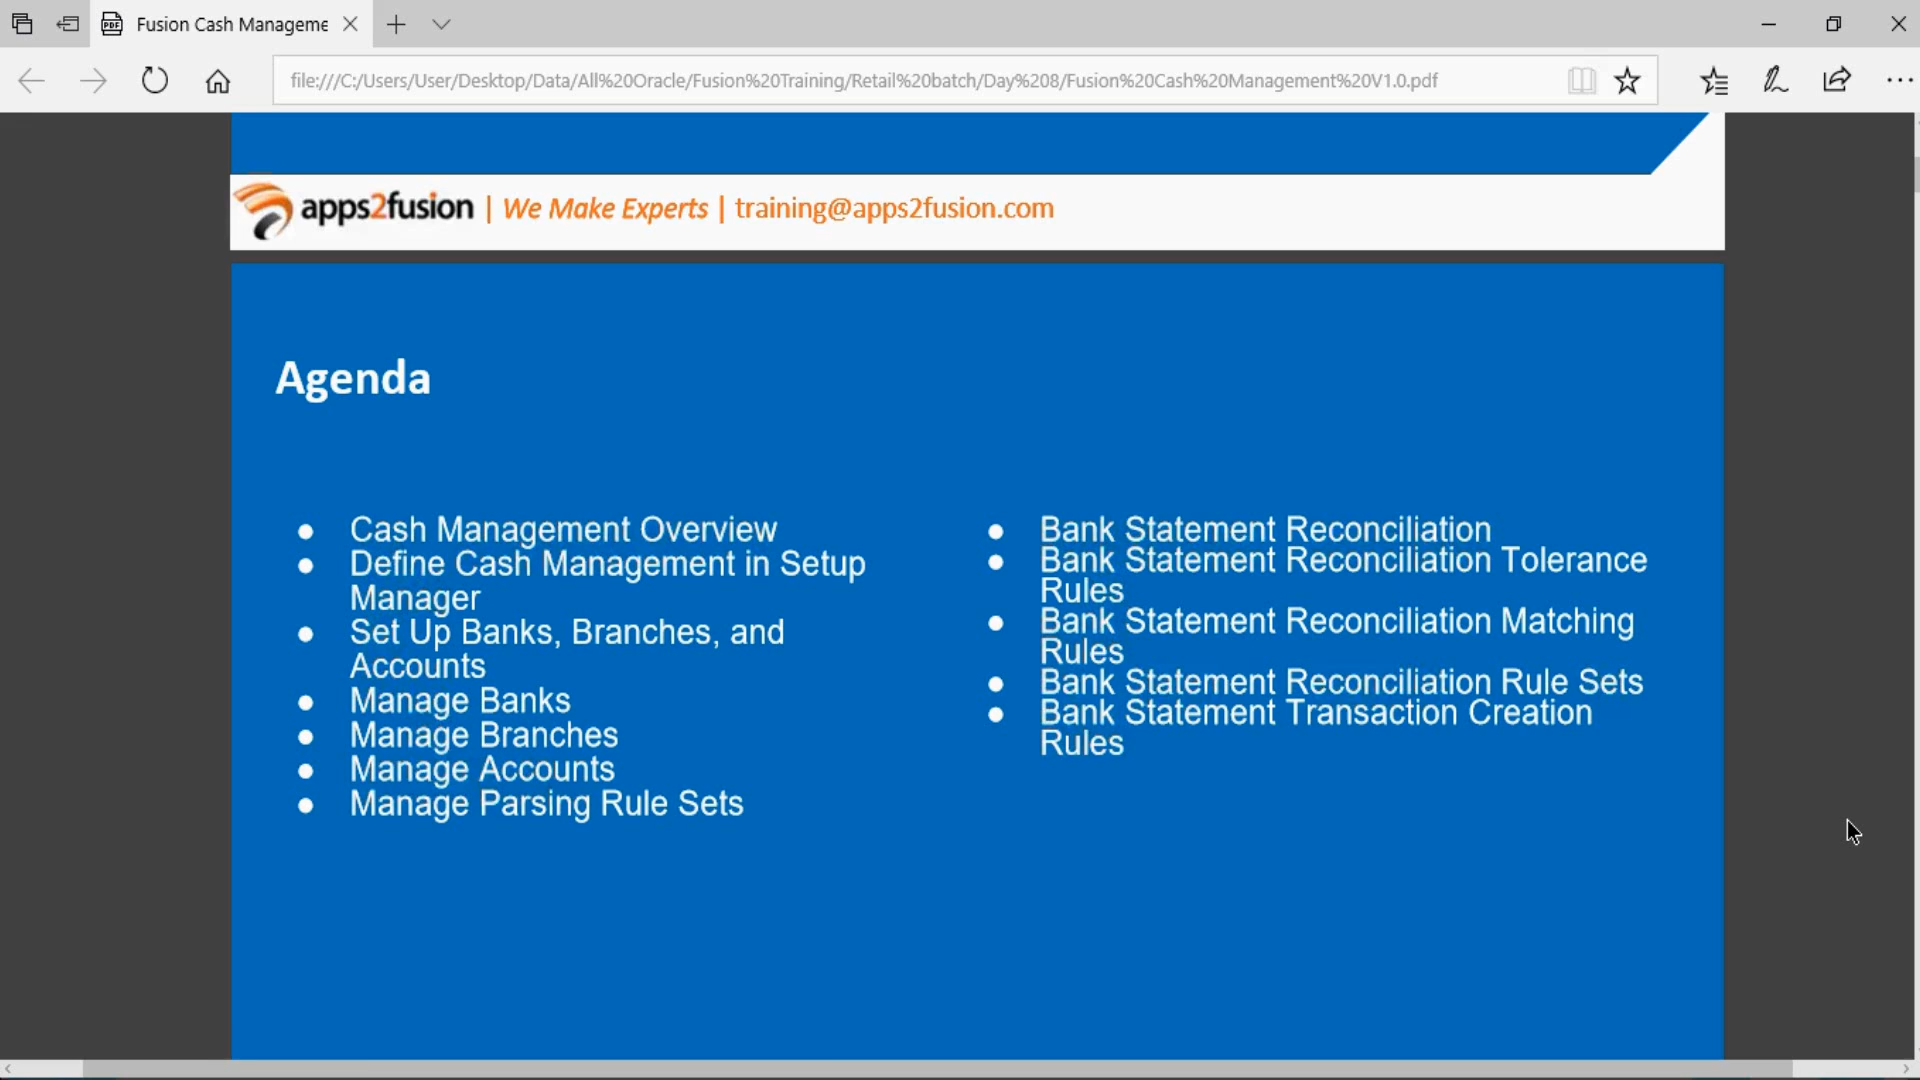 Fusion Cash Manageme
file:///C:/Users/User/Desktop/Data/All%20Oracle/Fusion%20Training/Retail%20batch/Day%208/Fusion%20Cash%20Management%20V1.0.pdf
apps2fusion | We Make Experts | training@apps2fusion.com
Agenda
● Cash Management Overview
● Define Cash Management in Setup
Manager
● Set Up Banks, Branches, and
Accounts
● Manage Banks
● Manage Branches
● Manage Accounts
● Manage Parsing Rule Sets
● Bank Statement Reconciliation
● Bank Statement Reconciliation Tolerance
Rules
● Bank Statement Reconciliation Matching
Rules
● Bank Statement Reconciliation Rule Sets
● Bank Statement Transaction Creation
Rules